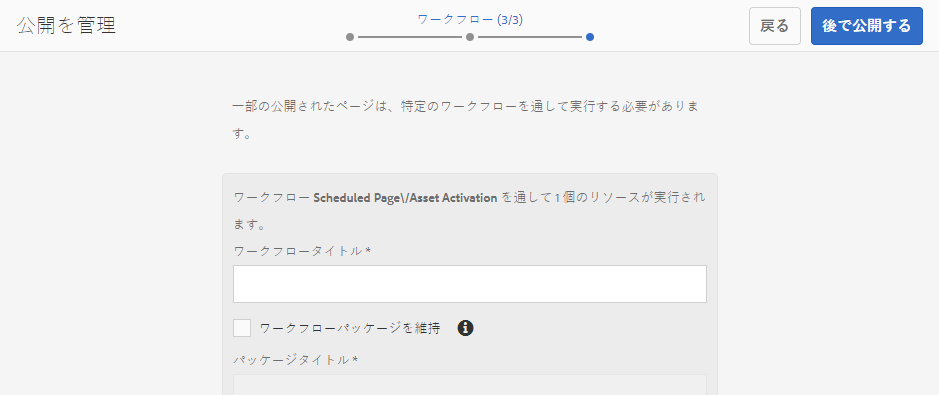 公開を管理
ワークフロー (3/3)
戻る
後で公開する
一部の公開されたページは、特定のワークフローを通して実行する必要がありま
す。
ワークフロー Scheduled Page\/Asset Activation を通して 1 個のリソースが実行され
ます。
ワークフロータイトル *
ワークフローパッケージを維持
パッケージタイトル *